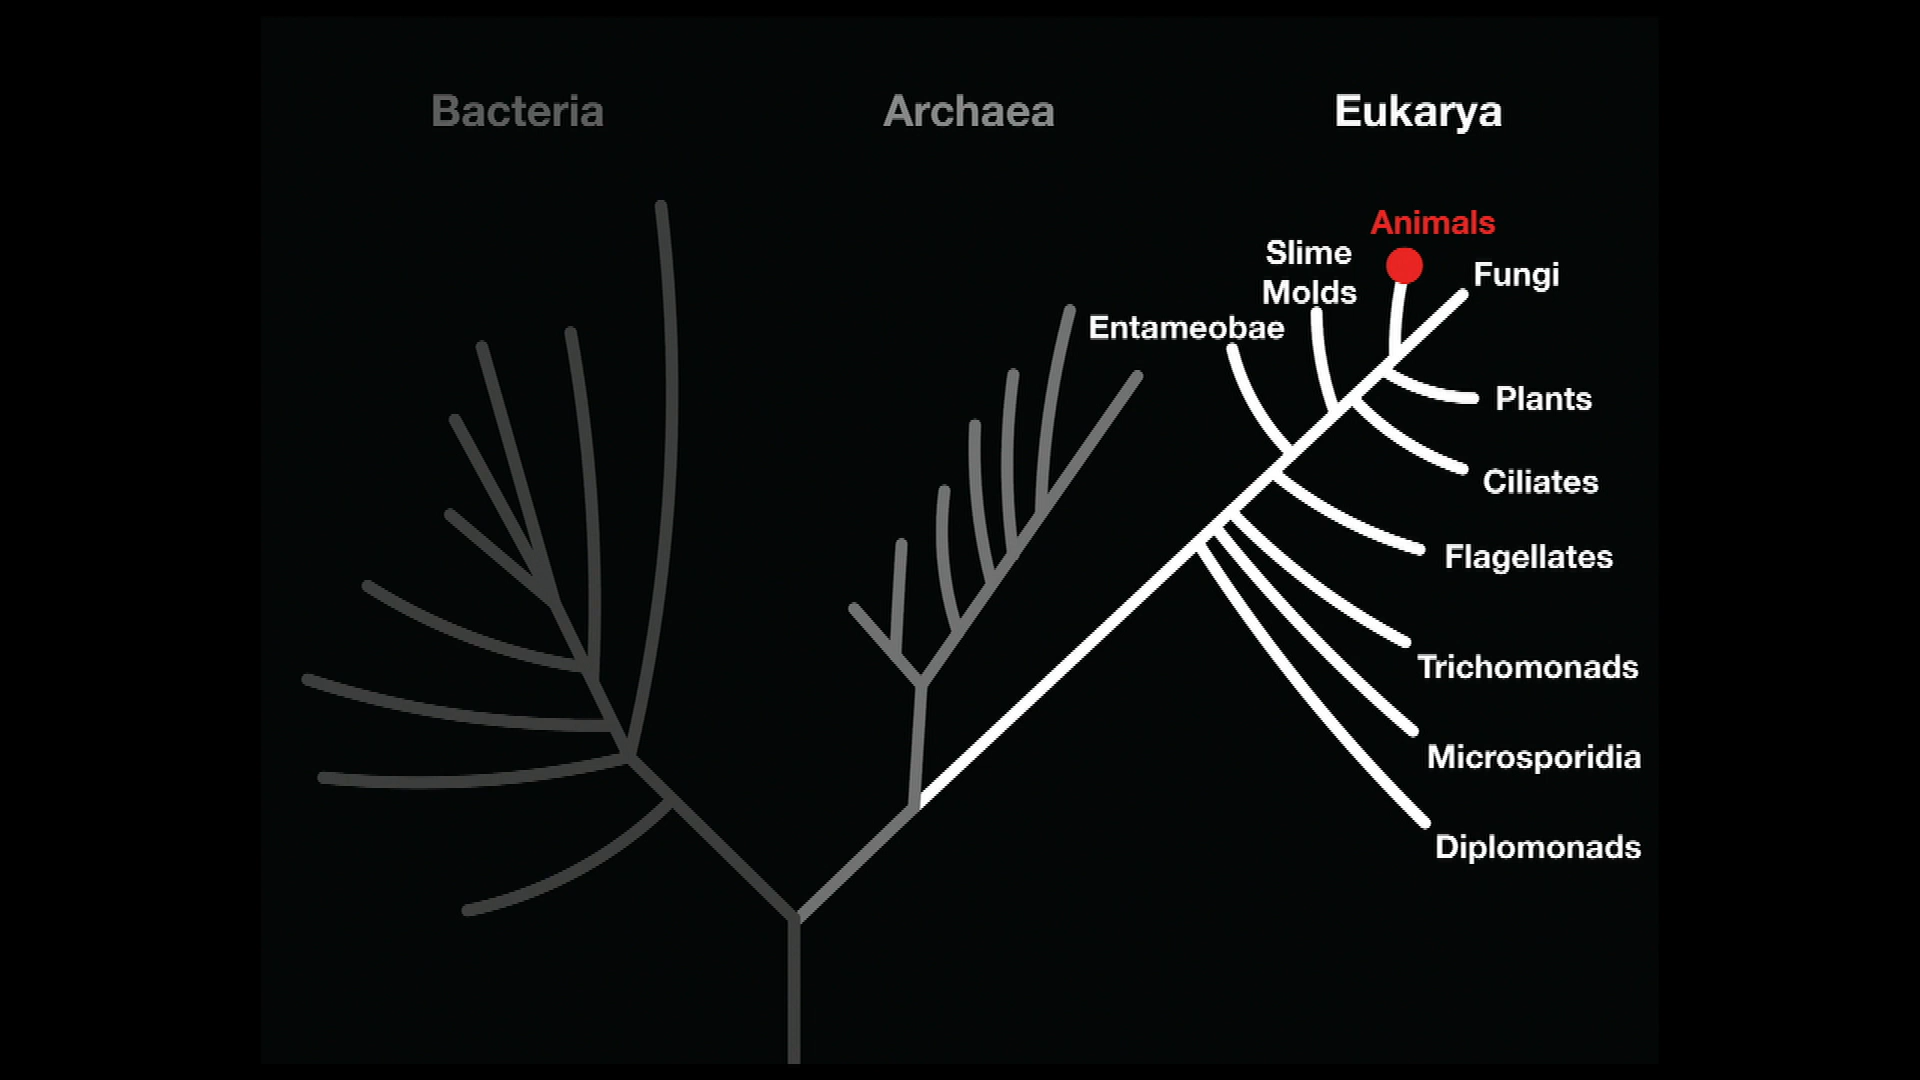 Bacteria
Archaea
Eukarya
Animals
Slime
Molds
Fungi
Entameobae
Plants
Ciliates
Flagellates
Trichomonads
Microsporidia
Diplomonads